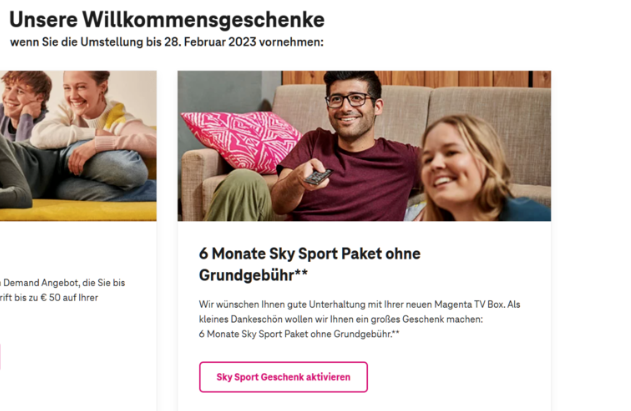 Unsere Willkommensgeschenke
wenn Sie die Umstellung bis 28. Februar 2023 vornehmen:
Demand Angebot, die Sie bis
rift bis zu € 50 auf Ihrer
6 Monate Sky Sport Paket ohne
Grundgebühr**
Wir wünschen Ihnen gute Unterhaltung mit Ihrer neuen Magenta TV Box. Als
kleines Dankeschön wollen wir Ihnen ein großes Geschenk machen:
6 Monate Sky Sport Paket ohne Grundgebühr.**
Sky Sport Geschenk aktivieren